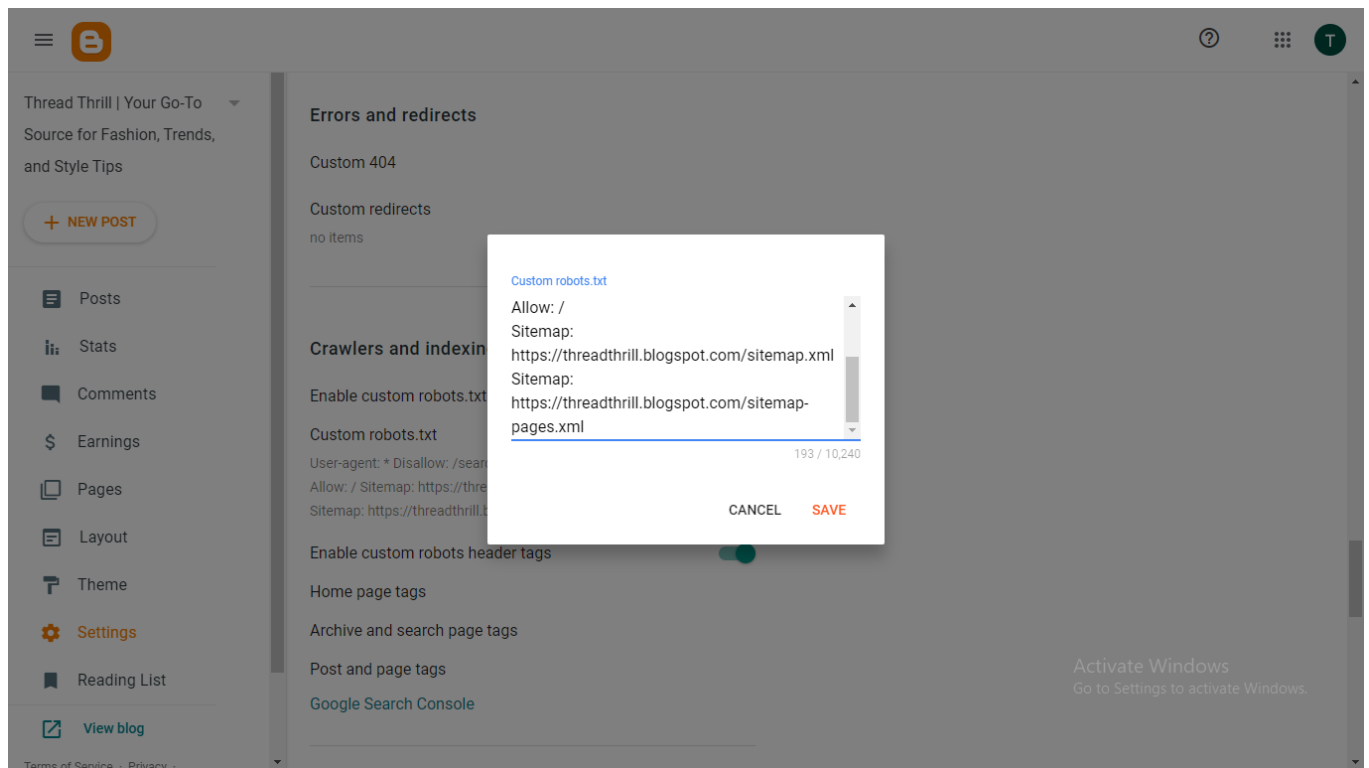 T
Thread Thrill | Your Go-To
Source for Fashion, Trends,
and Style Tips
NEW POST
Posts
Stats
Comments
Earnings
Pages
Layout
Theme
Settings
Reading List
View blog
Terms of Service · Privacy ·
Errors and redirects
Custom 404
Custom redirects
no items
Crawlers and indexin
Enable custom robots.txt
Custom robots.txt
User-agent: * Disallow: /sear
Allow: / Sitemap: https://thre
Sitemap: https://threadthrill.b
Enable custom robots header tags
Home page tags
Archive and search page tags
Post and page tags
Google Search Console
Custom robots.txt
Allow: /
Sitemap:
https://threadthrill.blogspot.com/sitemap.xml
Sitemap:
https://threadthrill.blogspot.com/sitemap-
pages.xml
193 / 10,240
CANCEL SAVE
Activate Windows
Go to Settings to activate Windows.